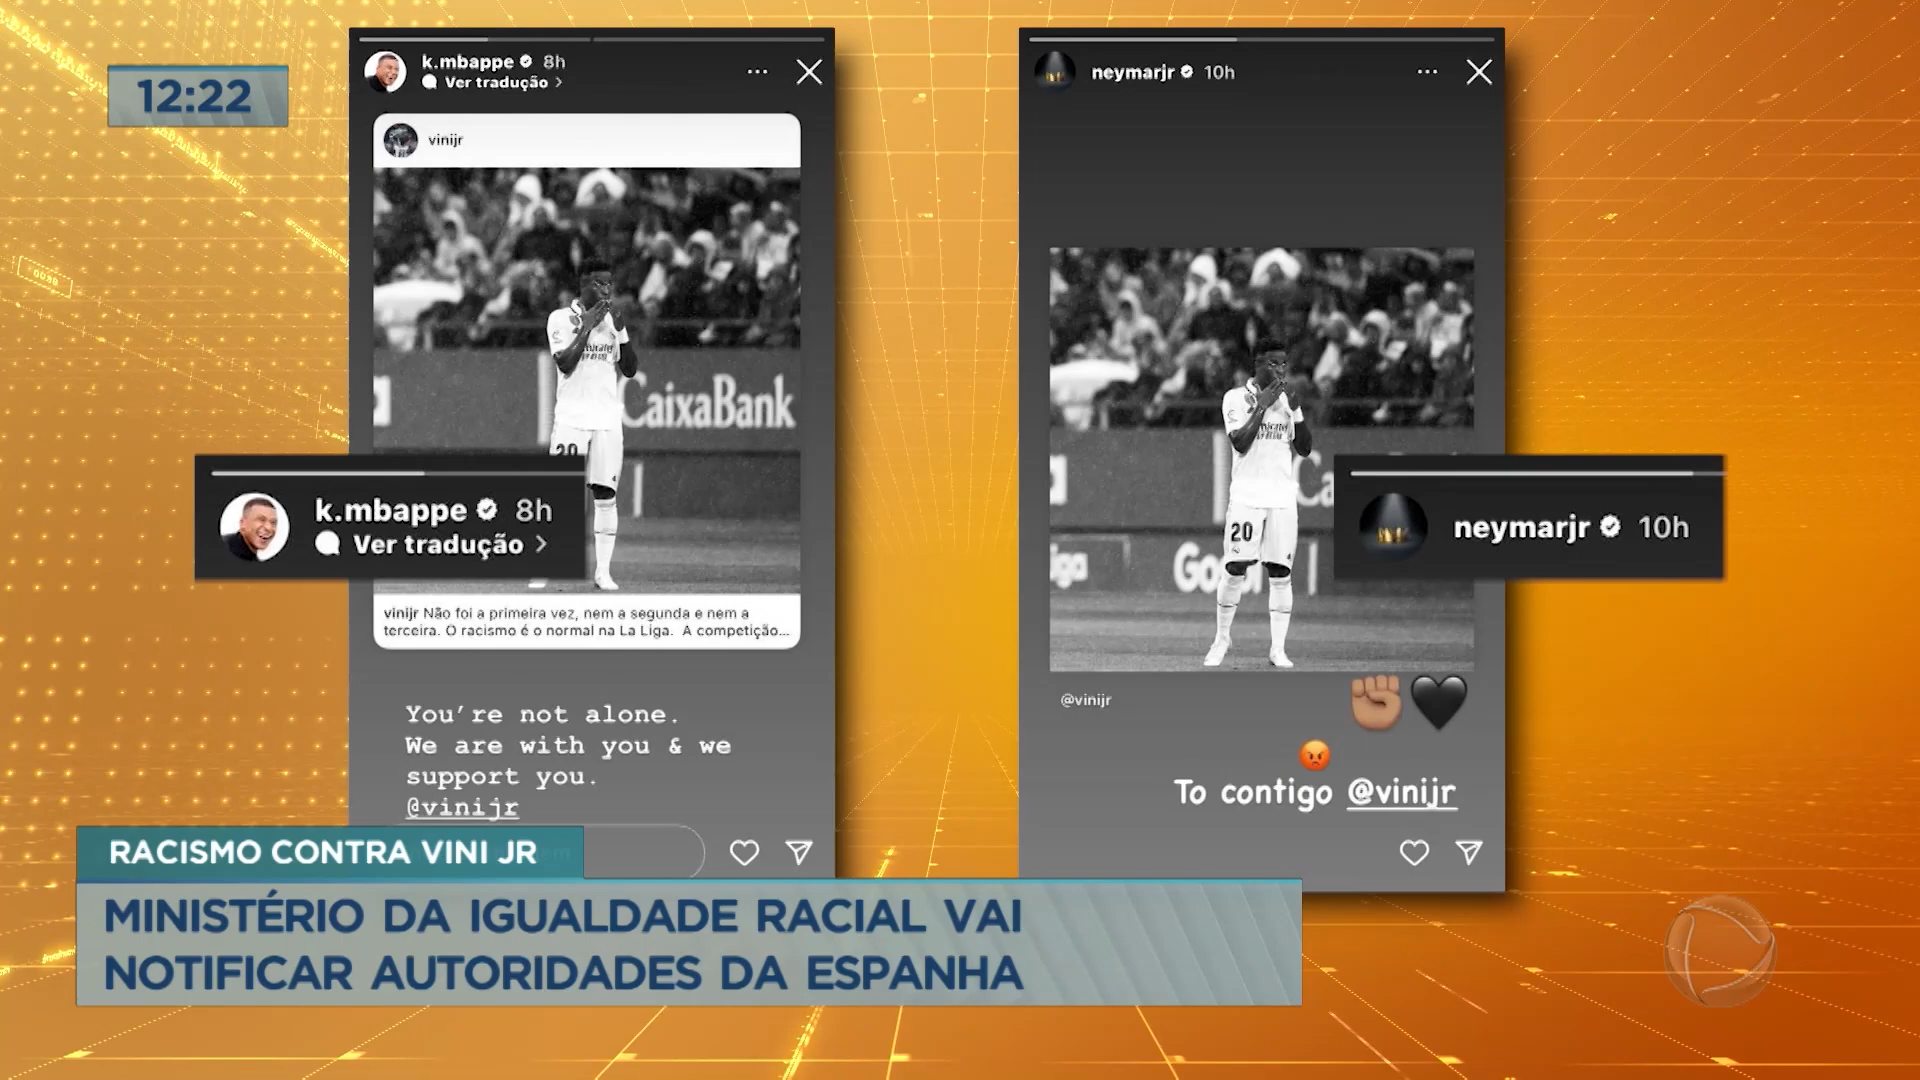 12:22
k.mbappe 8h
Ver tradução >
vinijr
Emirates
CaixaBank
20
k.mbappe 8h
Ver tradução >
vinijr Não foi a primeira vez, nem a segunda e nem a
terceira. O racismo é o normal na La Liga. A competição...
You're not alone.
We are with you & we
support you.
@vinijr
neymarjr 10h
20
neymarjr 10h
@vinijr
To contigo @vinijr
RACISMO CONTRA VINI JR
MINISTÉRIO DA IGUALDADE RACIAL VAI
NOTIFICAR AUTORIDADES DA ESPANHA